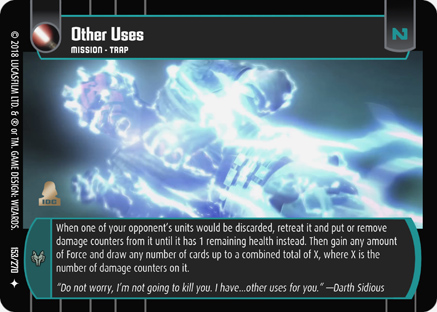 Other Uses
MISSION - TRAP
N
IDC
When one of your opponent's units would be discarded, retreat it and put or remove
damage counters from it until it has 1 remaining health instead. Then gain any amount
of Force and draw any number of cards up to a combined total of X, where X is the
number of damage counters on it.
"Do not worry, I'm not going to kill you. I have...other uses for you." —Darth Sidious
© 2018 LUCASFILM LTD. & ® or TM. GAME DESIGN: WIZARDS.
153/270